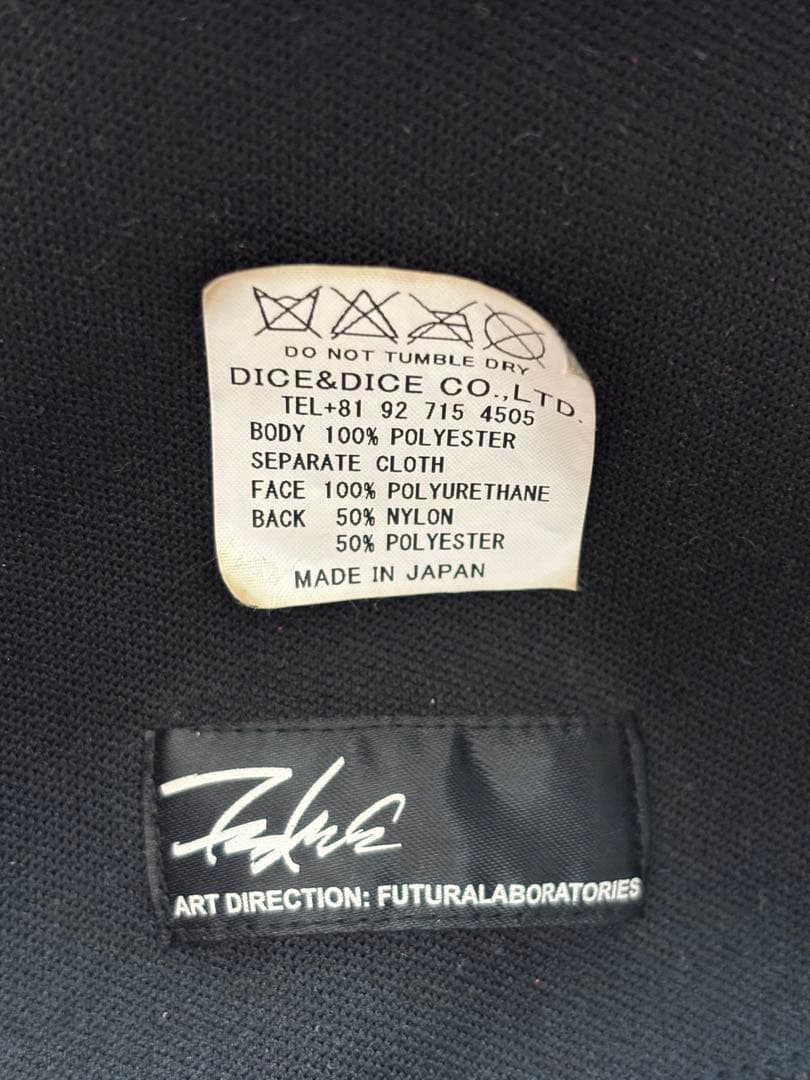 DO NOT TUMBLE DRY
DICE&DICE CO.,LTD.
TEL+81 92 715 4505
BODY 100% POLYESTER
SEPARATE CLOTH
FACE 100% POLYURETHANE
BACK 50% NYLON
50% POLYESTER
MADE IN JAPAN
ART DIRECTION: FUTURALABORATORIES